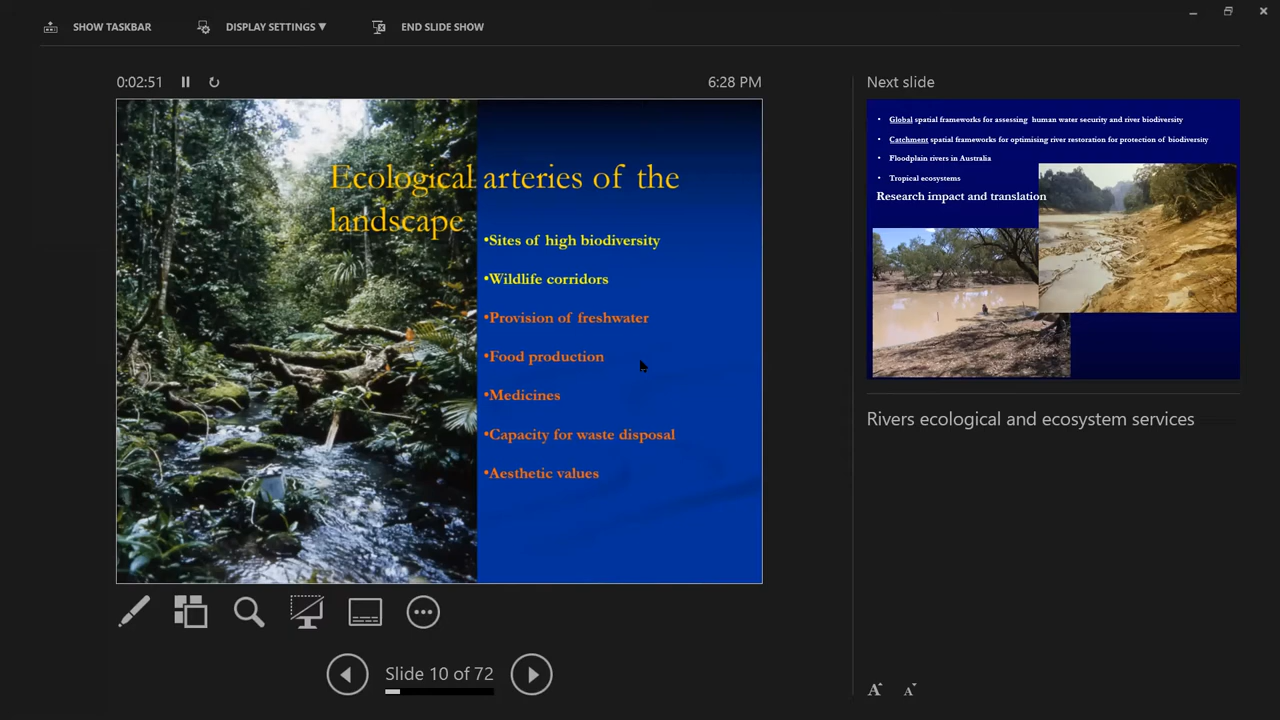 SHOW TASKBAR
DISPLAY SETTINGS ▼
END SLIDE SHOW
0:02:51
6:28 PM
Ecological arteries of the
landscape
•Sites of high biodiversity
•Wildlife corridors
•Provision of freshwater
•Food production
•Medicines
•Capacity for waste disposal
•Aesthetic values
Slide 10 of 72
Next slide
• Global spatial frameworks for assessing human water security and river biodiversity
• Catchment spatial frameworks for optimising river restoration for protection of biodiversity
• Floodplain rivers in Australia
• Tropical ecosystems
Research impact and translation
Rivers ecological and ecosystem services
A A